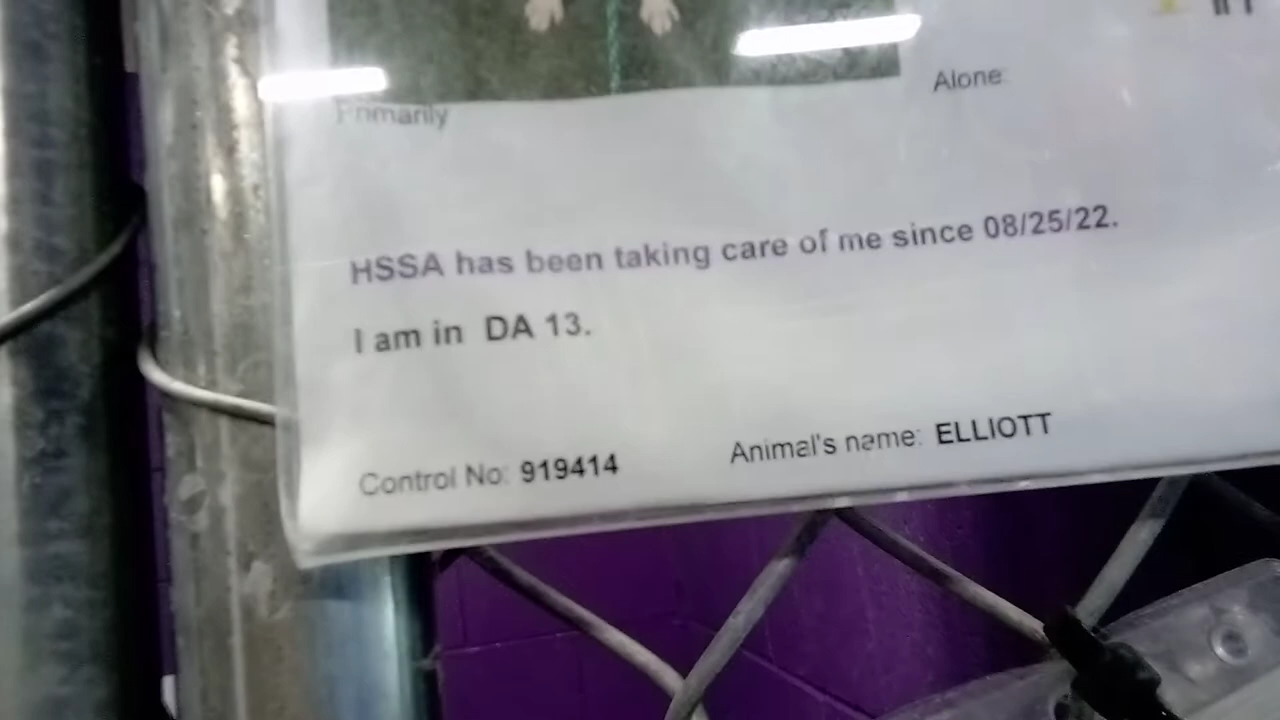 Alone:
Primarily
HSSA has been taking care of me since 08/25/22.
I am in DA 13.
Control No: 919414 Animal's name: ELLIOTT